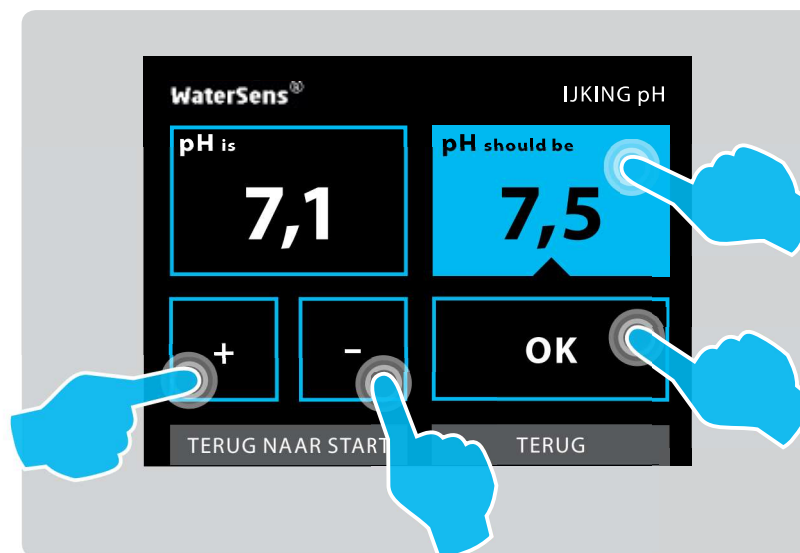 WaterSens®
IJKING pH
pH is
7,1
pH should be
7,5
+
-
OK
TERUG NAAR START
TERUG